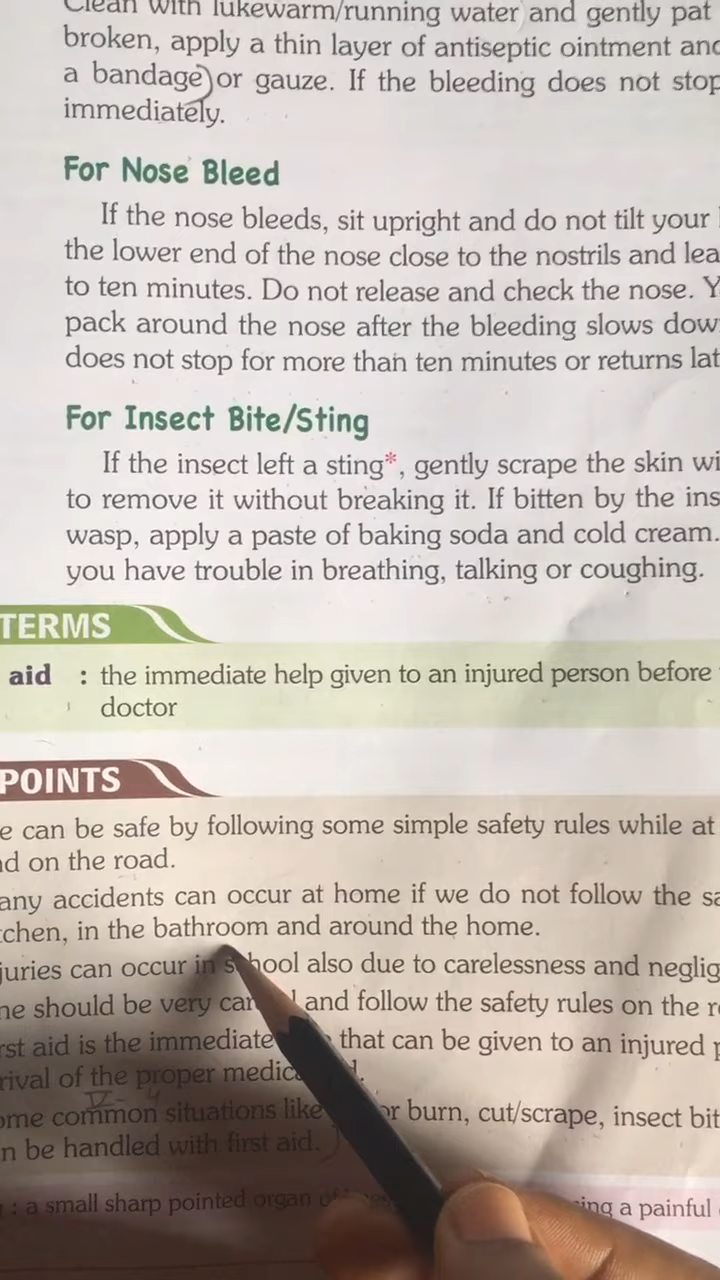 Clean with lukewarm/running water and gently pat
broken, apply a thin layer of antiseptic ointment and
a bandage or gauze. If the bleeding does not stop
immediately.
For Nose Bleed
If the nose bleeds, sit upright and do not tilt your
the lower end of the nose close to the nostrils and lea
to ten minutes. Do not release and check the nose. Y
pack around the nose after the bleeding slows dow
does not stop for more than ten minutes or returns lat
For Insect Bite/Sting
If the insect left a sting*, gently scrape the skin wi
to remove it without breaking it. If bitten by the ins
wasp, apply a paste of baking soda and cold cream.
you have trouble in breathing, talking or coughing.
TERMS
aid : the immediate help given to an injured person before
doctor
POINTS
e can be safe by following some simple safety rules while at
nd on the road.
any accidents can occur at home if we do not follow the sa
tchen, in the bathroom and around the home.
juries can occur in school also due to carelessness and neglig
ne should be very car and follow the safety rules on the r
rst aid is the immediate that can be given to an injured p
rival of the proper medic
ome common situations like or burn, cut/scrape, insect bit
n be handled with first aid.
: a small sharp pointed organ of ing a painful